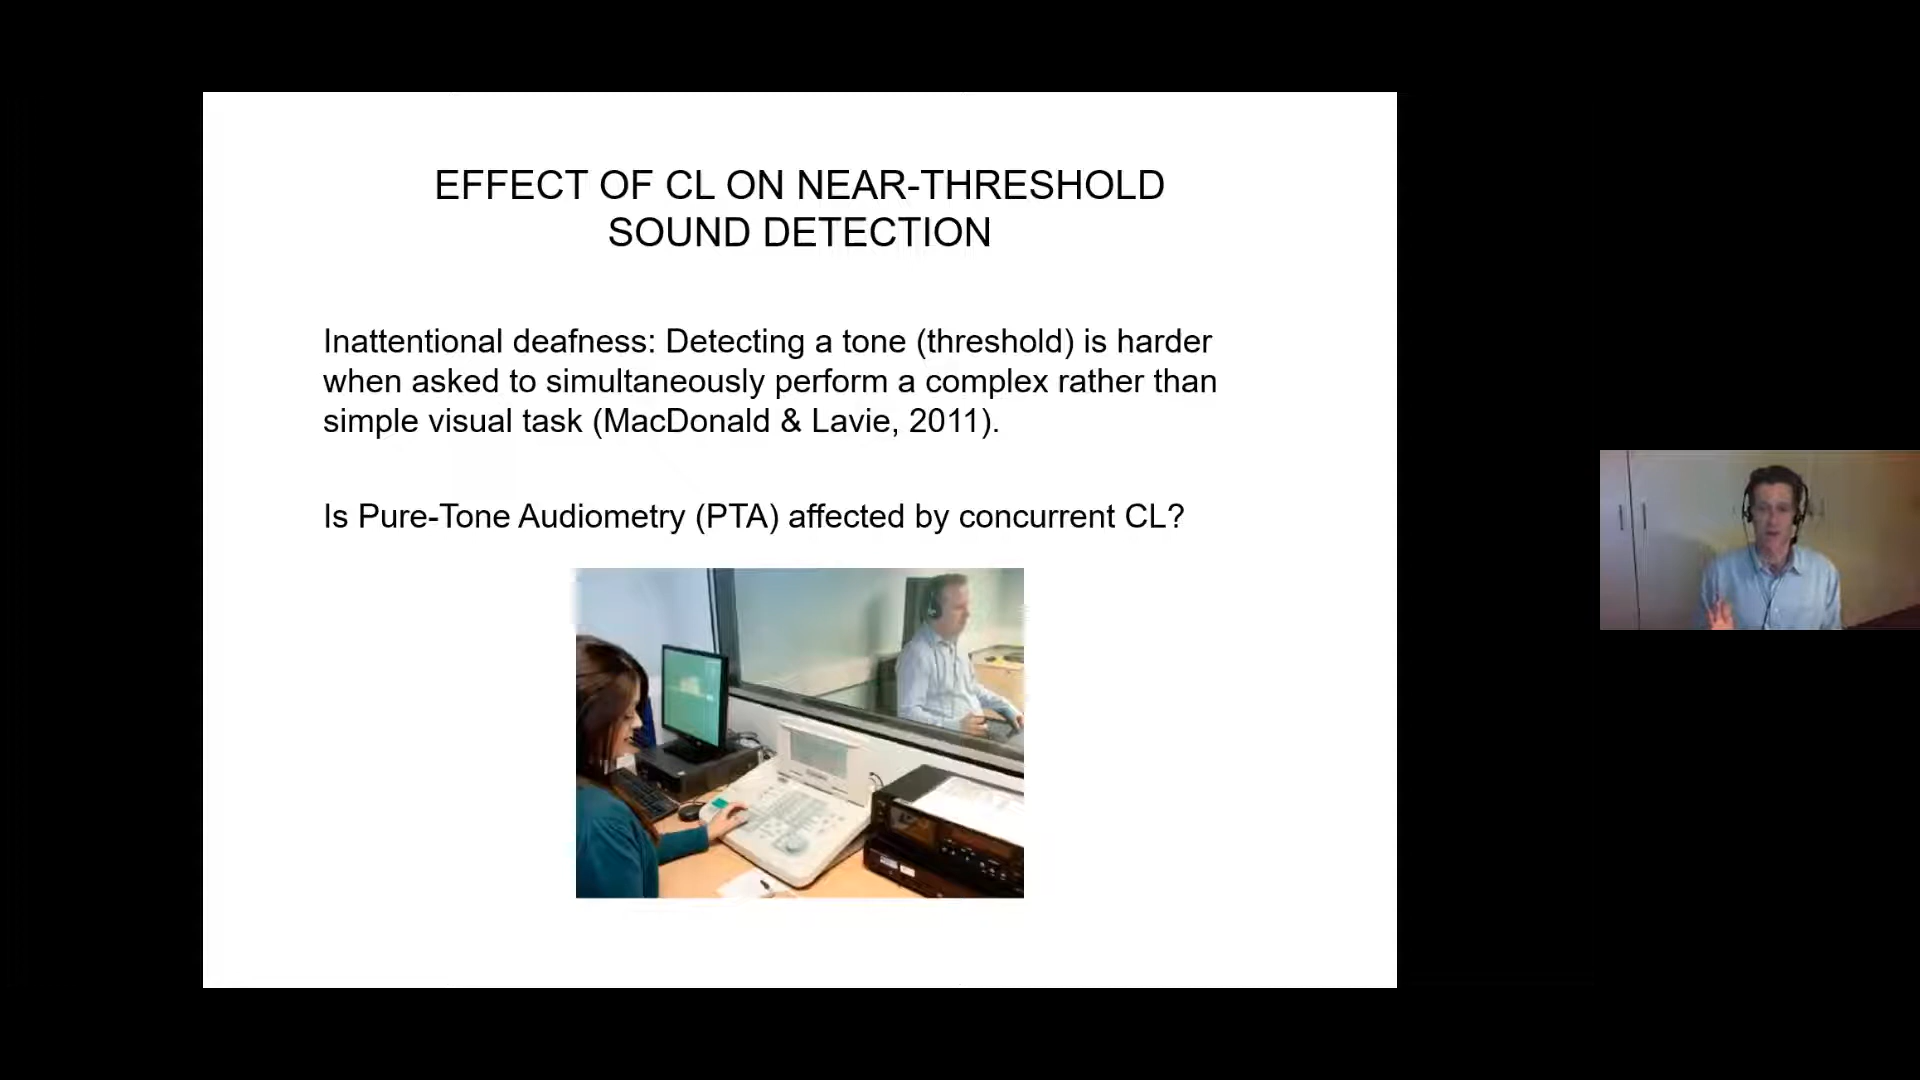 EFFECT OF CL ON NEAR-THRESHOLD
SOUND DETECTION
Inattentional deafness: Detecting a tone (threshold) is harder
when asked to simultaneously perform a complex rather than
simple visual task (MacDonald & Lavie, 2011).
Is Pure-Tone Audiometry (PTA) affected by concurrent CL?